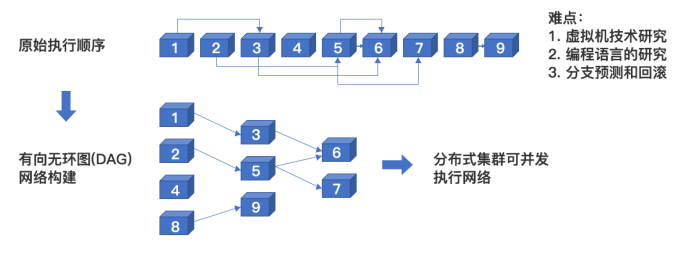 难点：
原始执行顺序
1 2 3 4 5 6 7 8 9
1. 虚拟机技术研究
2. 编程语言的研究
3. 分支预测和回滚
有向无环图(DAG)
网络构建
1
2
4
8
3
5
9
6
7
分布式集群可并发
执行网络